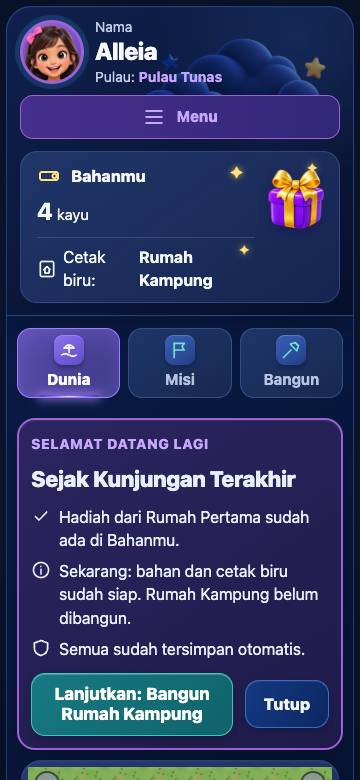 Nama
Alleia
Pulau: Pulau Tunas
Menu
Bahanmu
4 kayu
Cetak biru: Rumah Kampung
Dunia
Misi
Bangun
SELAMAT DATANG LAGI
Sejak Kunjungan Terakhir
Hadiah dari Rumah Pertama sudah
ada di Bahanmu.
Sekarang: bahan dan cetak biru
sudah siap. Rumah Kampung belum
dibangun.
Semua sudah tersimpan otomatis.
Lanjutkan: Bangun
Rumah Kampung
Tutup